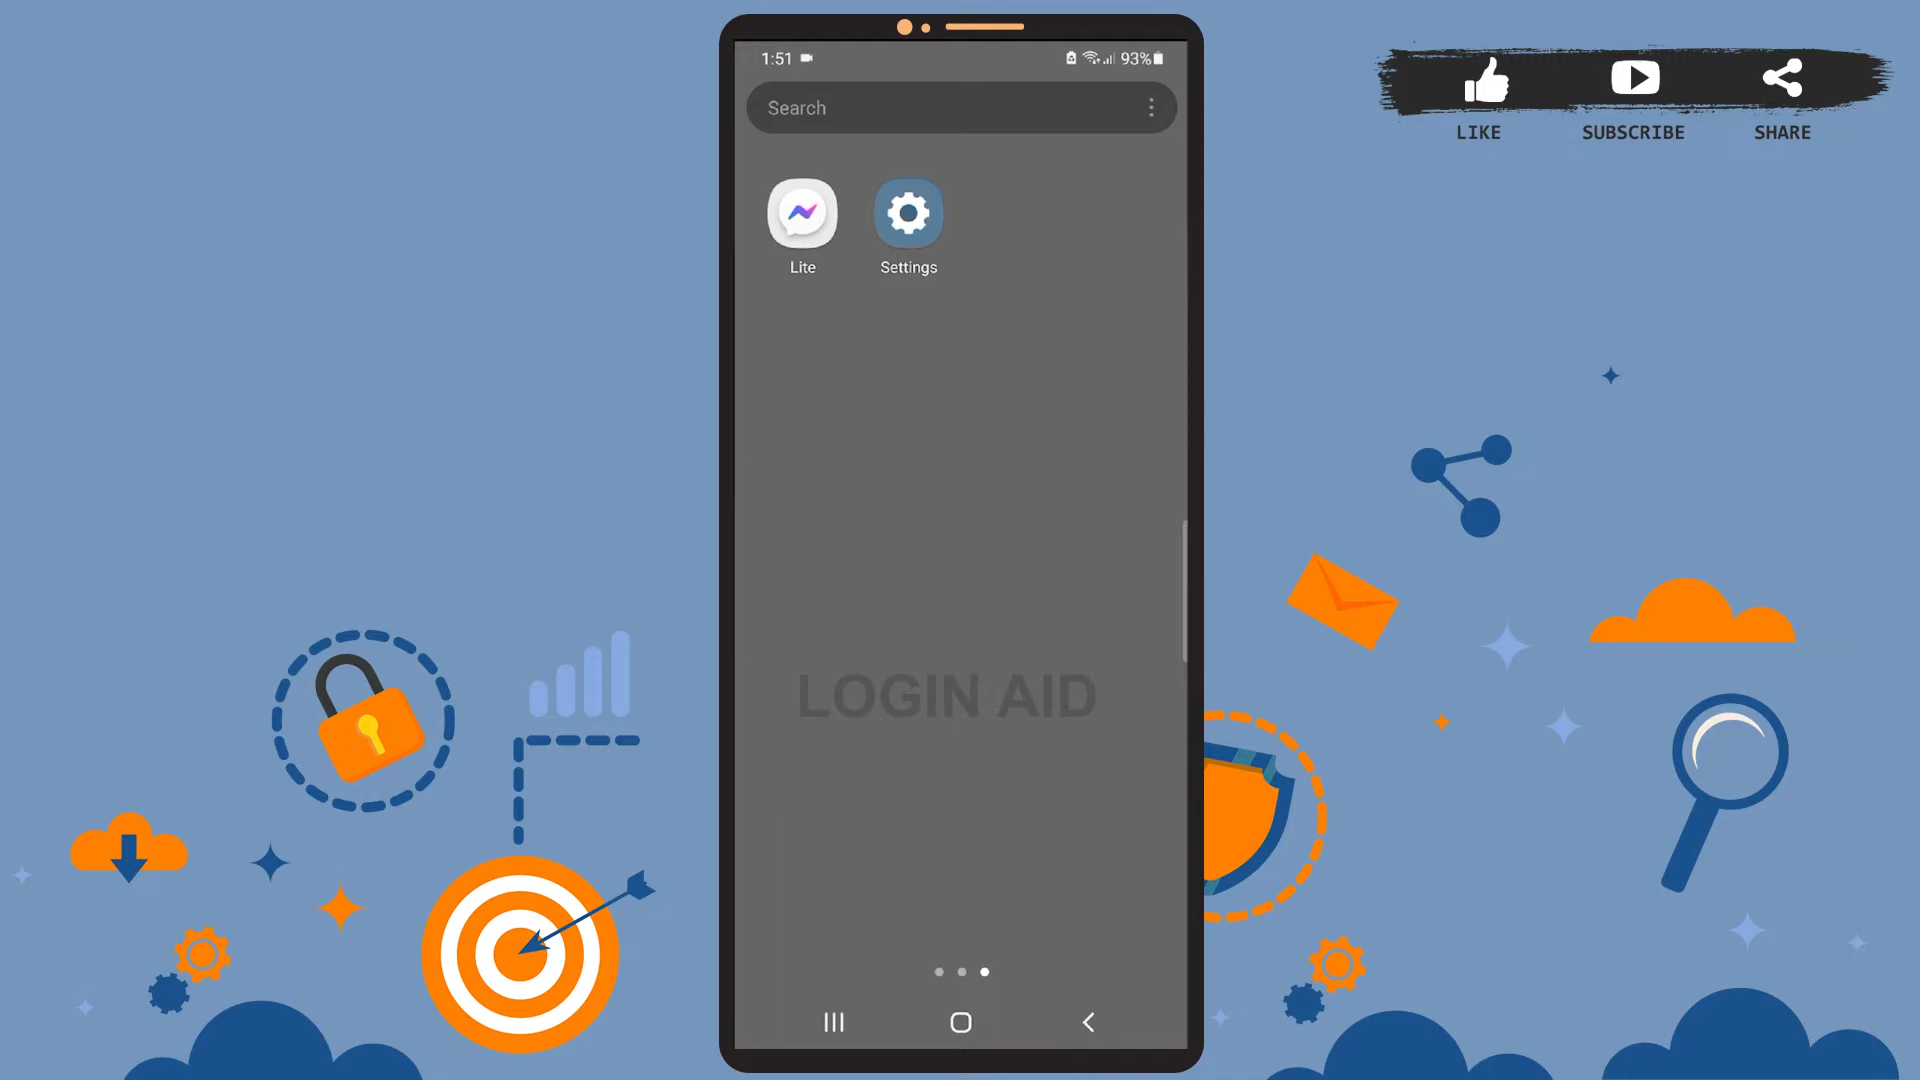 1:51
93%
Search
Lite
Settings
LOGIN AID
LIKE
SUBSCRIBE
SHARE